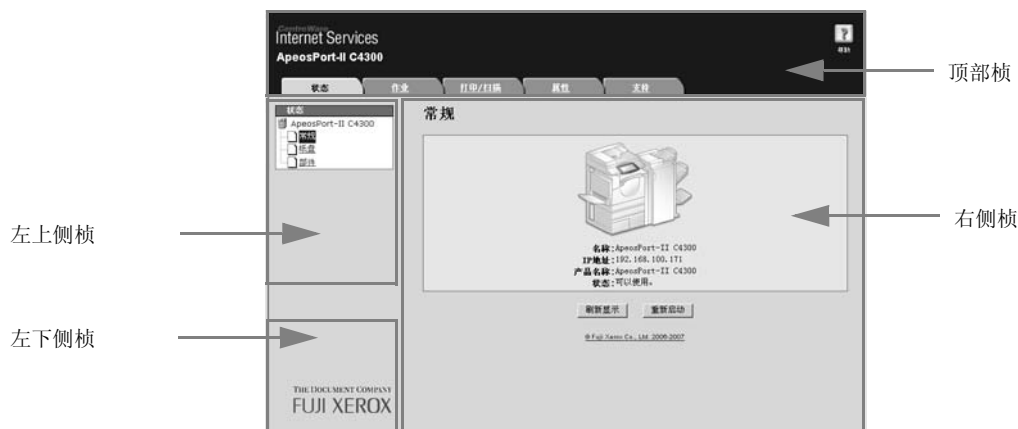 CentreWare
Internet Services
ApeosPort-II C4300
?
帮助
顶部桢
状态
作业
打印/扫描
属性
支持
状态
ApeosPort-II C4300
常规
纸盘
部件
常规
左上侧桢
右侧桢
名称:ApeosPort-II C4300
IP地址:192.168.100.171
产品名称:ApeosPort-II C4300
状态:可以使用。
刷新显示
重新启动
左下侧桢
© Fuji Xerox Co., Ltd. 2006-2007
THE DOCUMENT COMPANY
FUJI XEROX